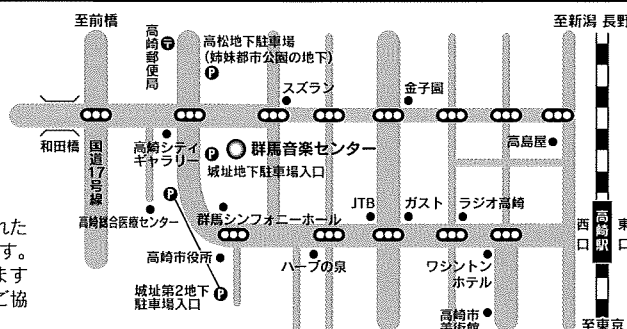 至前橋
至新潟 長野
高崎郵便局
〒
高松地下駐車場
(姉妹都市公園の地下)
P
スズラン
金子園
和田橋
国道17号線
高崎シティ
ギャラリー
P
群馬音楽センター
城址地下駐車場入口
高島屋
P
れた
す。
ます
ご協
高崎総合医療センター
群馬シンフォニーホール
JTB
ガスト
ラジオ高崎
西口
高崎駅
東口
高崎市役所
ハーブの泉
ワシントン
ホテル
城址第2地下
駐車場入口
P
高崎市
美術館
至東京